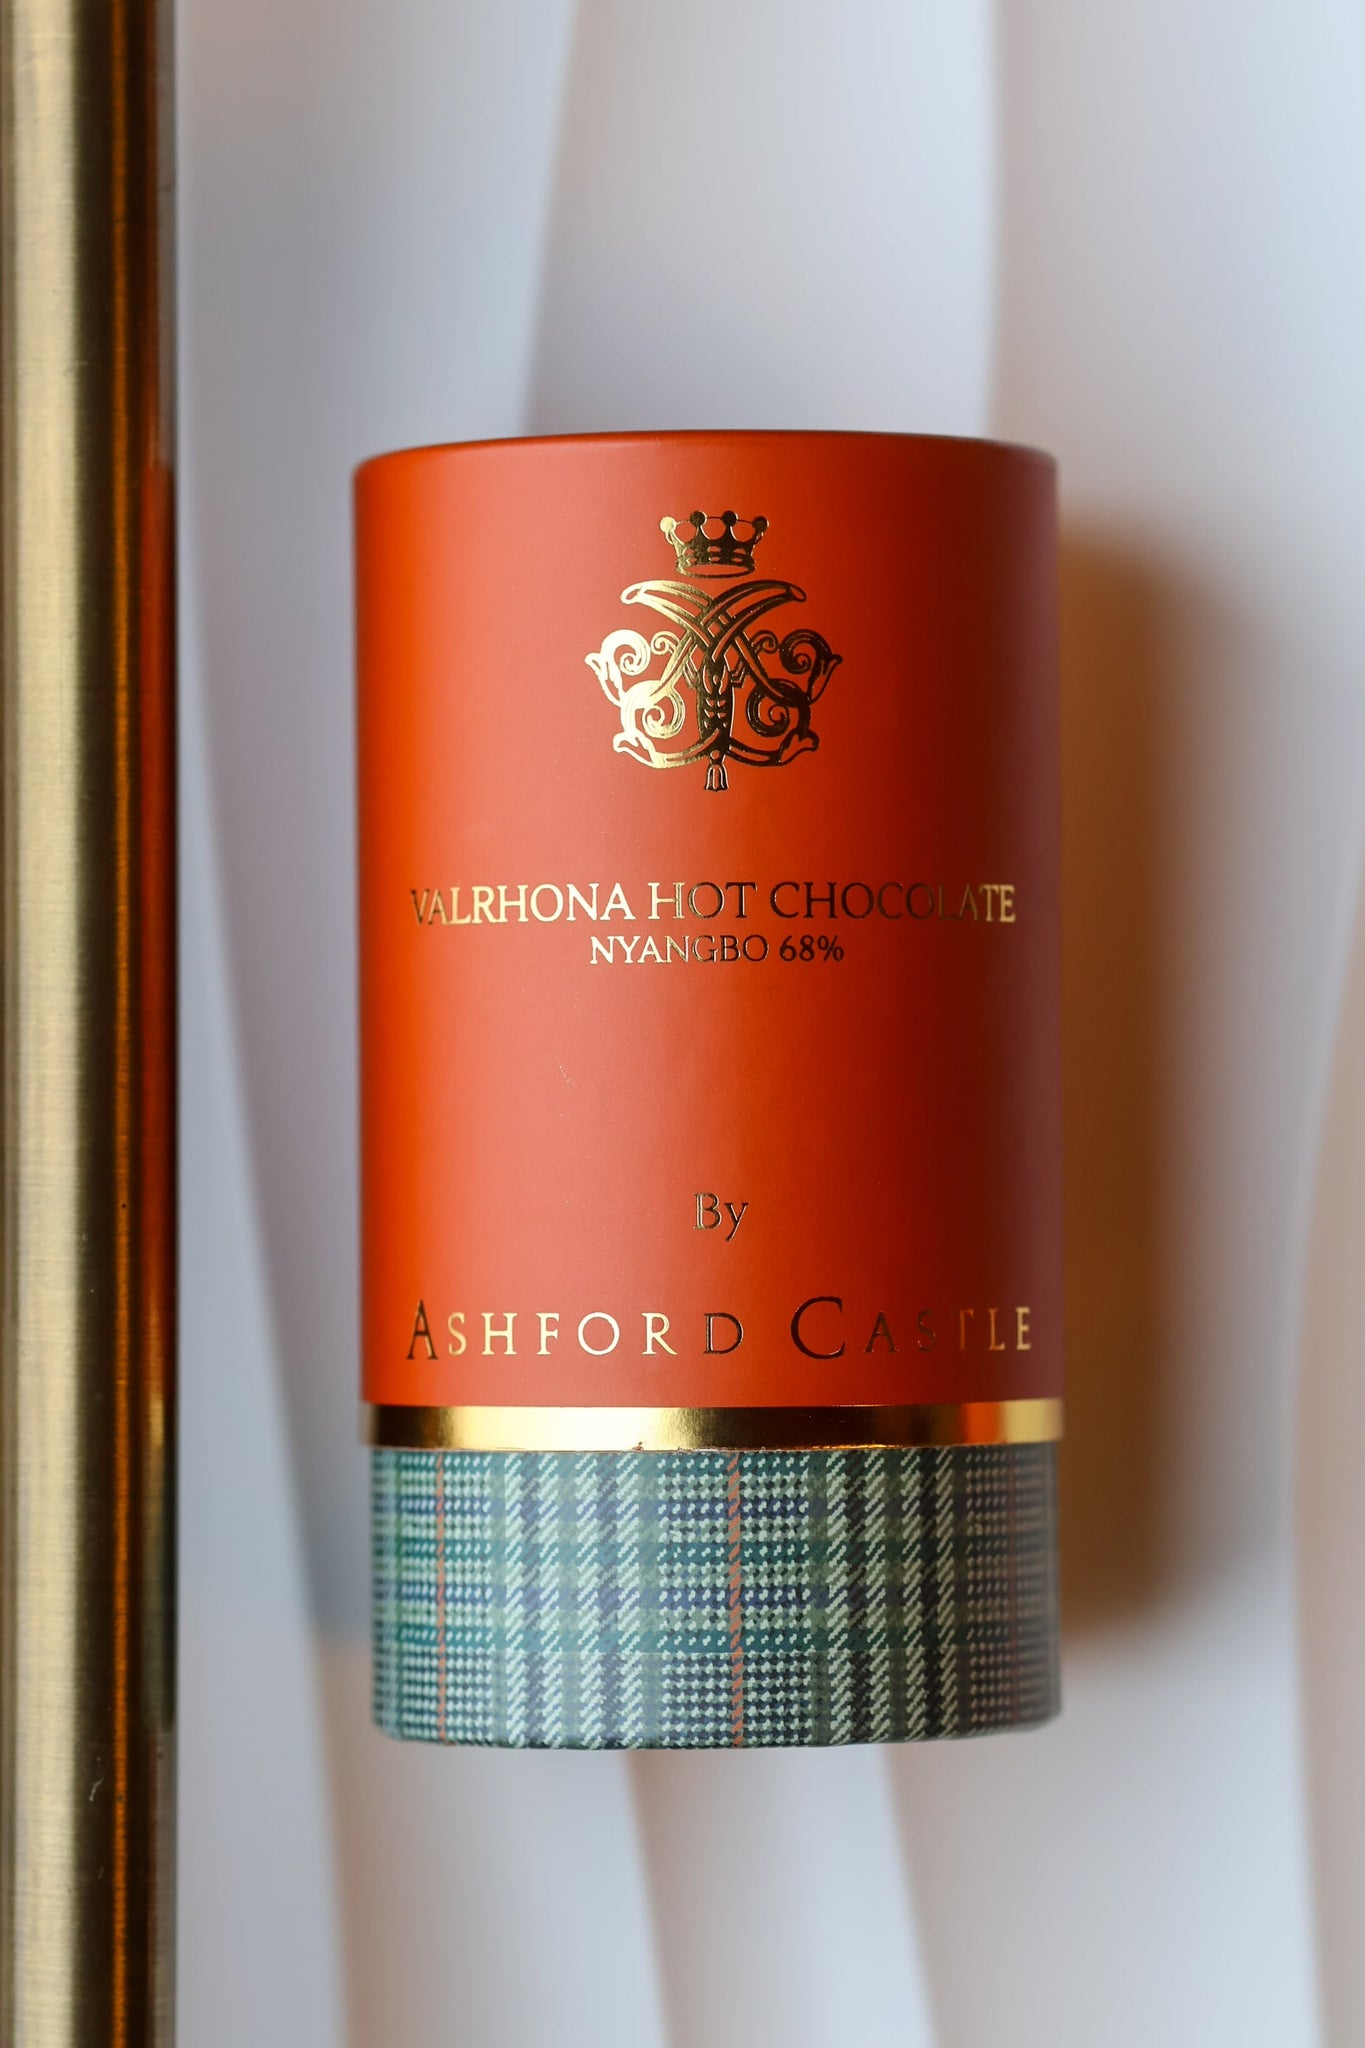 VALRHONA HOT CHOCOLATE
NYANGBO 68%
By
ASHFORD CASTLE